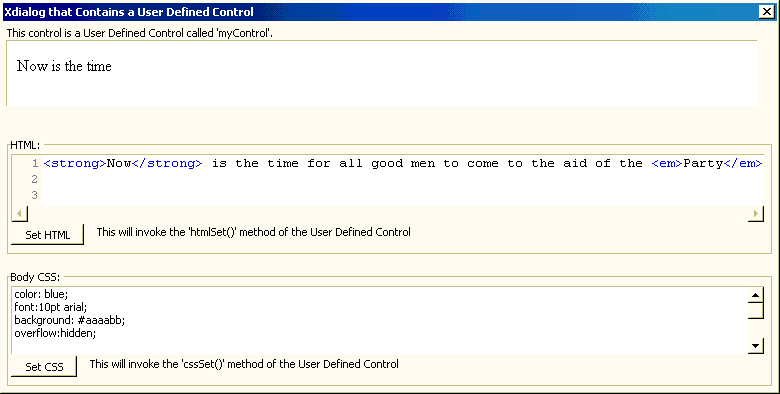 Xdialog that Contains a User Defined Control
This control is a User Defined Control called 'myControl'.
Now is the time
HTML:
1 <strong>Now</strong> is the time for all good men to come to the aid of the <em>Party</em>
2
3
Set HTML This will invoke the 'htmlSet()' method of the User Defined Control
Body CSS:
color: blue;
font:10pt arial;
background: #aaaabb;
overflow:hidden;
Set CSS This will invoke the 'cssSet()' method of the User Defined Control